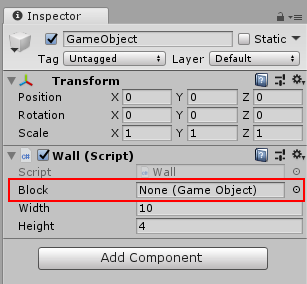 Inspector
GameObject Static
Tag Untagged Layer Default
Transform
Position X 0 Y 0 Z 0
Rotation X 0 Y 0 Z 0
Scale X 1 Y 1 Z 1
C# Wall (Script)
Script Wall
Block None (Game Object)
Width 10
Height 4
Add Component